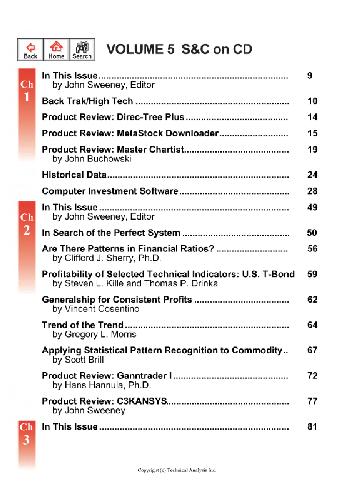 Back Home Search
VOLUME 5 S&C on CD
Ch 1
In This Issue 9
by John Sweeney, Editor
Back Trak/High Tech 10
Product Review: Direc-Tree Plus 14
Product Review: MetaStock Downloader 15
Product Review: Master Chartist 19
by John Buchowski
Historical Data 24
Computer Investment Software 28
Ch 2
In This Issue 49
by John Sweeney, Editor
In Search of the Perfect System 50
Are There Patterns in Financial Ratios? 56
by Clifford J. Sherry, Ph.D.
Profitability of Selected Technical Indicators: U.S. T-Bond 59
by Steven L. Kille and Thomas P. Drinka
Generalship for Consistent Profits 62
by Vincent Cosentino
Trend of the Trend 64
by Gregory L. Morris
Applying Statistical Pattern Recognition to Commodity.. 67
by Scott Brill
Product Review: Ganntrader I 72
by Hans Hannula, Ph.D.
Product Review: C3KANSYS 77
by John Sweeney
Ch 3
In This Issue 81
Copyright (c) Technical Analysis Inc.